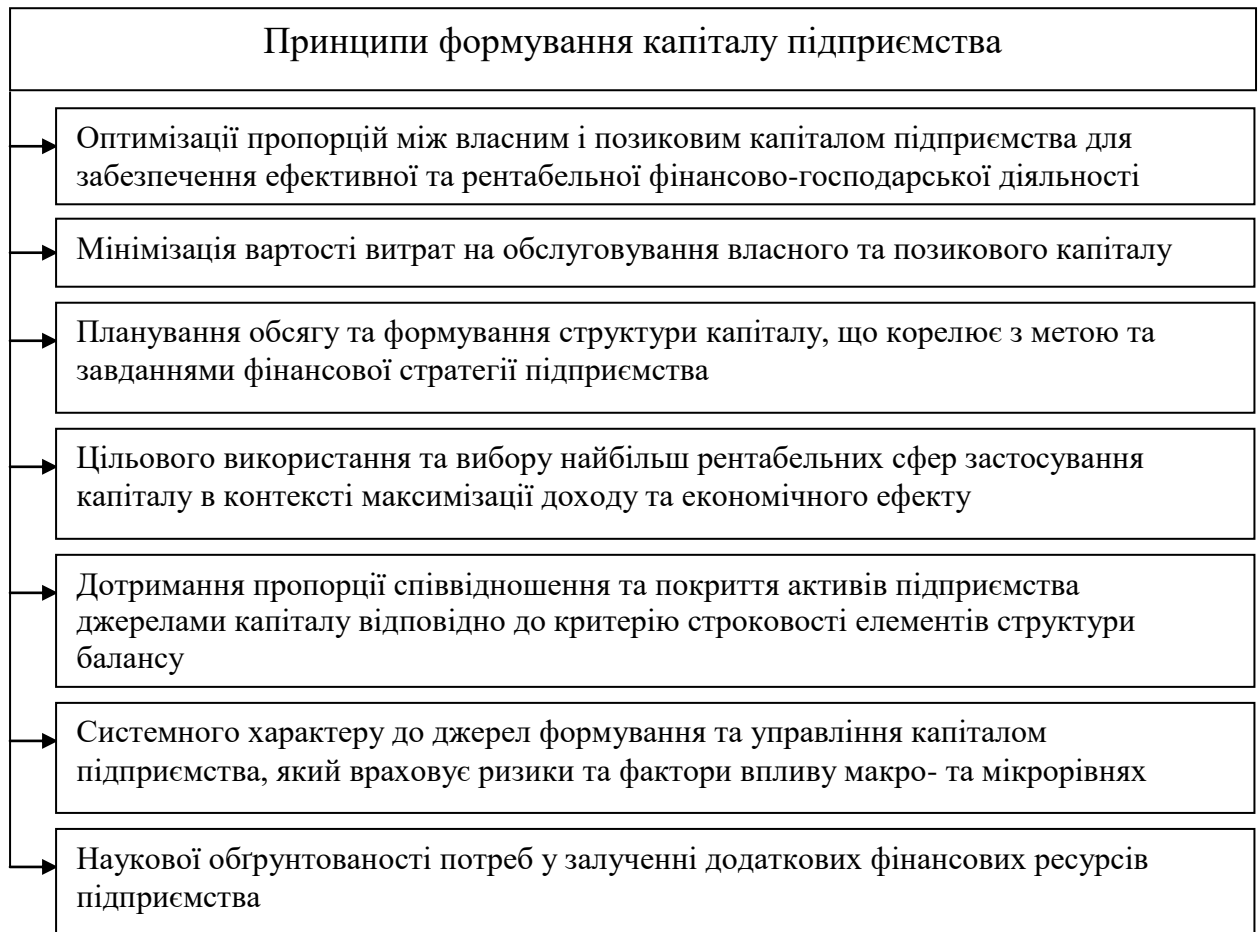 Принципи формування капіталу підприємства
Оптимізації пропорцій між власним і позиковим капіталом підприємства для
забезпечення ефективної та рентабельної фінансово-господарської діяльності
Мінімізація вартості витрат на обслуговування власного та позикового капіталу
Планування обсягу та формування структури капіталу, що корелює з метою та
завданнями фінансової стратегії підприємства
Цільового використання та вибору найбільш рентабельних сфер застосування
капіталу в контексті максимізації доходу та економічного ефекту
Дотримання пропорції співвідношення та покриття активів підприємства
джерелами капіталу відповідно до критерію строковості елементів структури
балансу
Системного характеру до джерел формування та управління капіталом
підприємства, який враховує ризики та фактори впливу макро- та мікрорівнях
Наукової обґрунтованості потреб у залученні додаткових фінансових ресурсів
підприємства